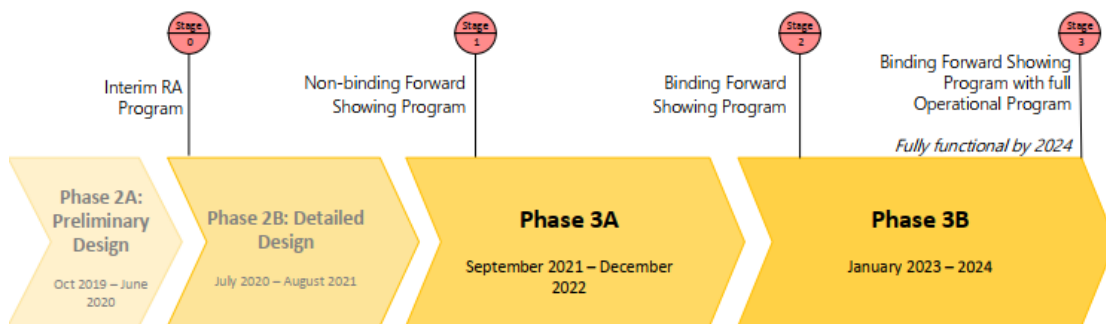 Stage
0
Stage
1
Stage
2
Stage
3
Interim RA
Program
Non-binding Forward
Showing Program
Binding Forward
Showing Program
Binding Forward Showing
Program with full
Operational Program
Fully functional by 2024
Phase 2A:
Preliminary
Design
Oct 2019 – June
2020
Phase 2B: Detailed
Design
July 2020 – August 2021
Phase 3A
September 2021 – December
2022
Phase 3B
January 2023 – 2024